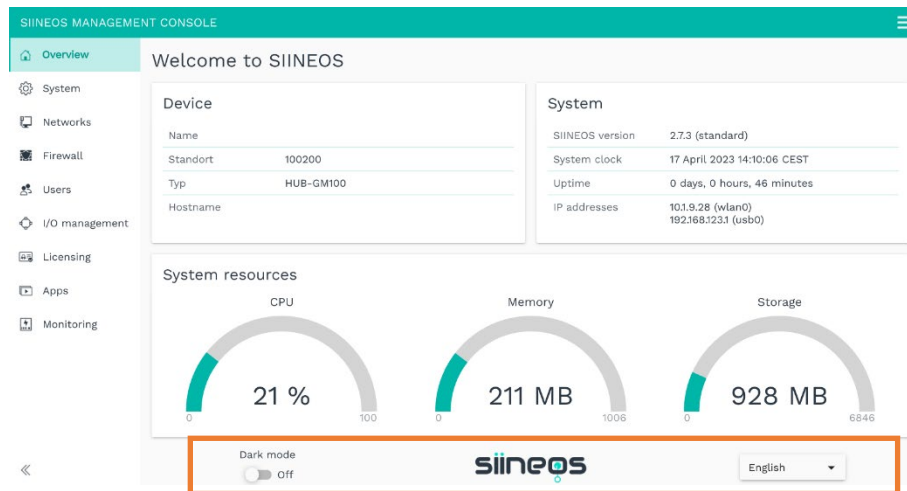 SIINEOS MANAGEMENT CONSOLE
Overview
System
Networks
Firewall
Users
I/O management
Licensing
Apps
Monitoring
Welcome to SIINEOS
Device
Name
Standort 100200
Typ HUB-GM100
Hostname
System
SIINEOS version 2.7.3 (standard)
System clock 17 April 2023 14:10:06 CEST
Uptime 0 days, 0 hours, 46 minutes
IP addresses 10.1.9.28 (wlan0)
192.168.123.1 (usb0)
System resources
CPU
21 %
0 100
Memory
211 MB
0 1006
Storage
928 MB
0 6846
Dark mode
Off
siineos
English